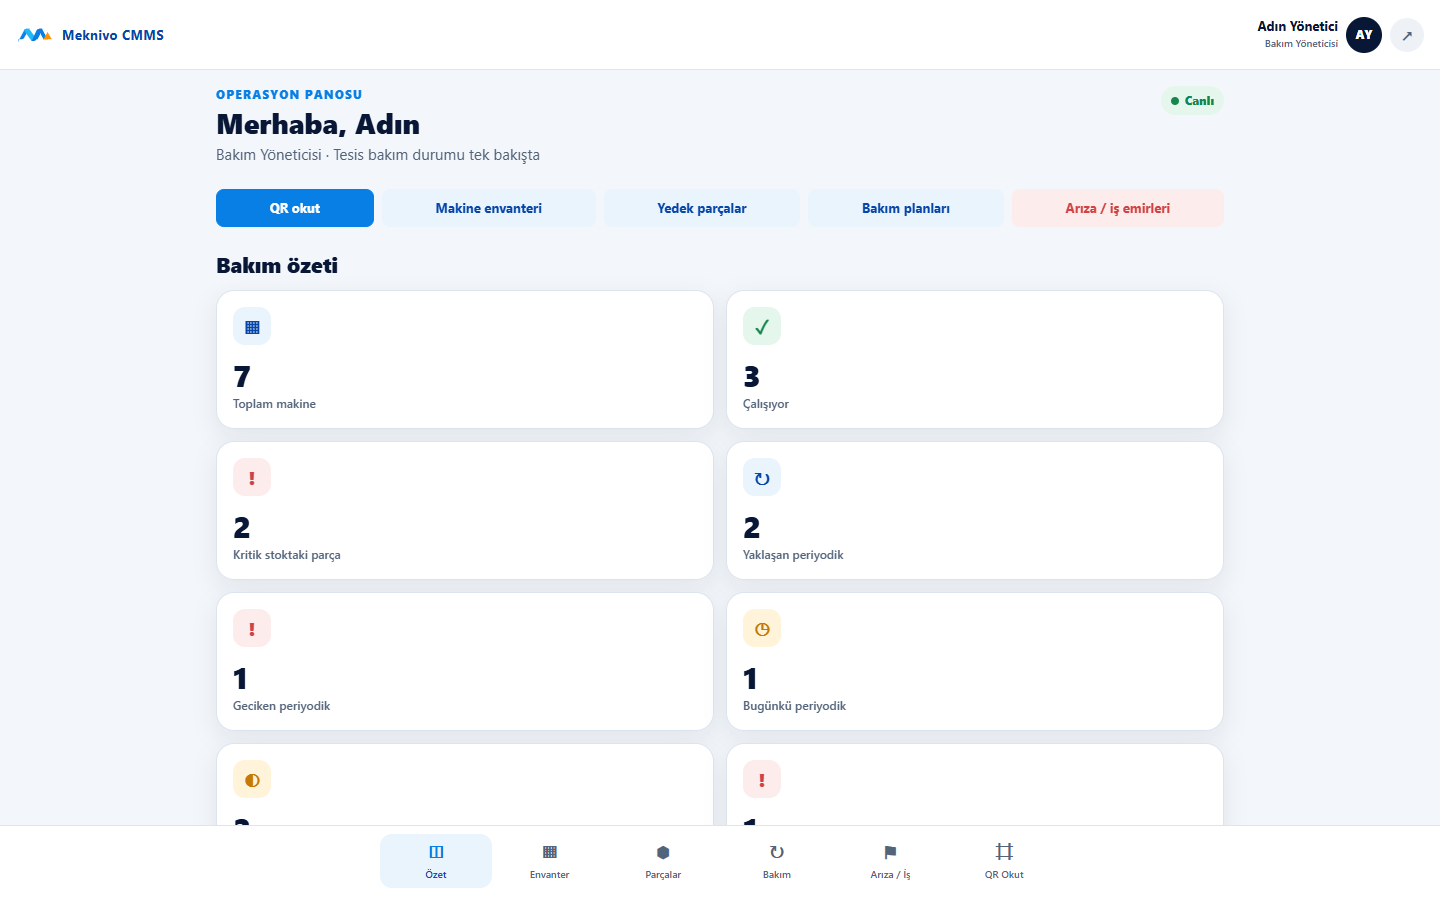 Meknivo CMMS
Adın Yönetici
Bakım Yöneticisi
AY
OPERASYON PANOSU
Canlı
Merhaba, Adın
Bakım Yöneticisi · Tesis bakım durumu tek bakışta
QR okut
Makine envanteri
Yedek parçalar
Bakım planları
Arıza / iş emirleri
Bakım özeti
7
Toplam makine
3
Çalışıyor
2
Kritik stoktaki parça
2
Yaklaşan periyodik
1
Geciken periyodik
1
Bugünkü periyodik
Özet
Envanter
Parçalar
Bakım
Arıza / İş
QR Okut